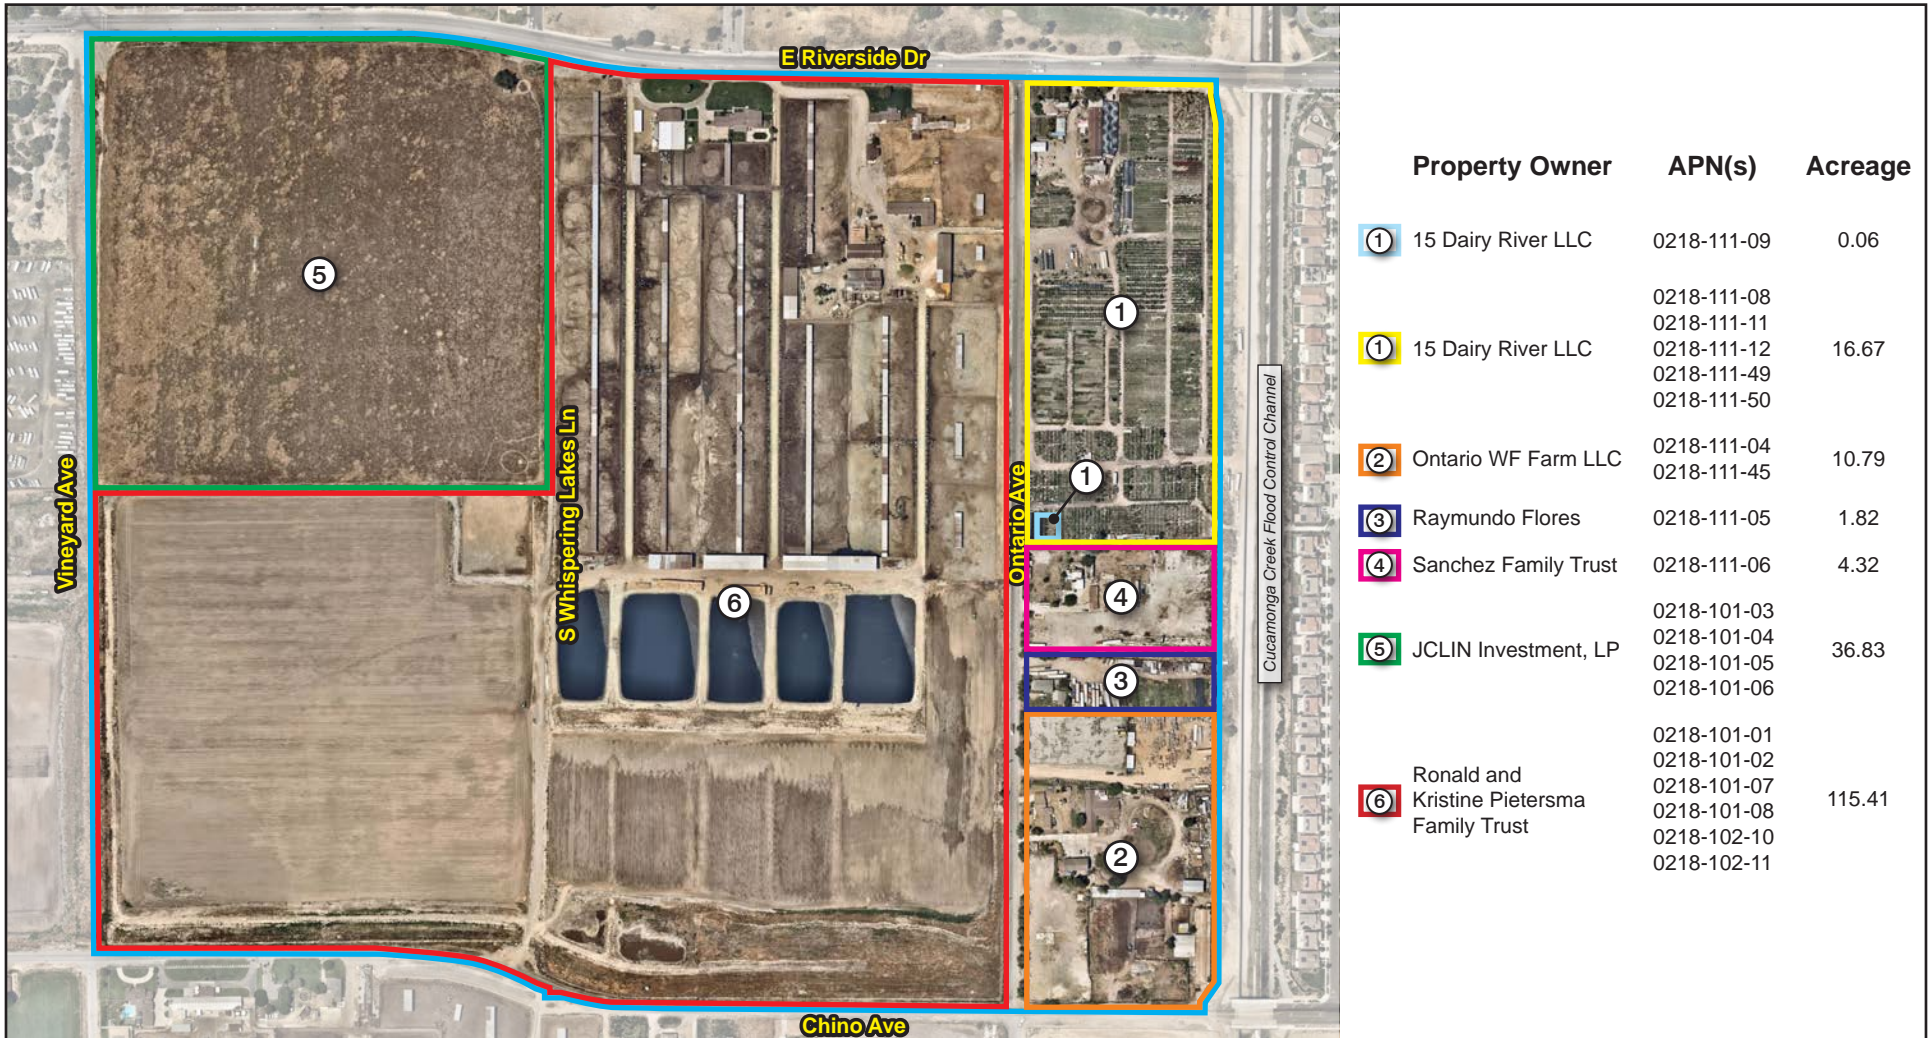 E Riverside Dr
Vineyard Ave
S Whispering Lakes Ln
Ontario Ave
Chino Ave
Cucamonga Creek Flood Control Channel
5
1
1
6
4
3
2
Property Owner APN(s) Acreage
1 15 Dairy River LLC 0218-111-09 0.06
0218-111-08
0218-111-11
1 15 Dairy River LLC 0218-111-12 16.67
0218-111-49
0218-111-50
2 Ontario WF Farm LLC 0218-111-04 10.79
0218-111-45
3 Raymundo Flores 0218-111-05 1.82
4 Sanchez Family Trust 0218-111-06 4.32
0218-101-03
0218-101-04
5 JCLIN Investment, LP 0218-101-05 36.83
0218-101-06
0218-101-01
0218-101-02
Ronald and 0218-101-07
6 Kristine Pietersma 0218-101-08 115.41
Family Trust 0218-102-10
0218-102-11